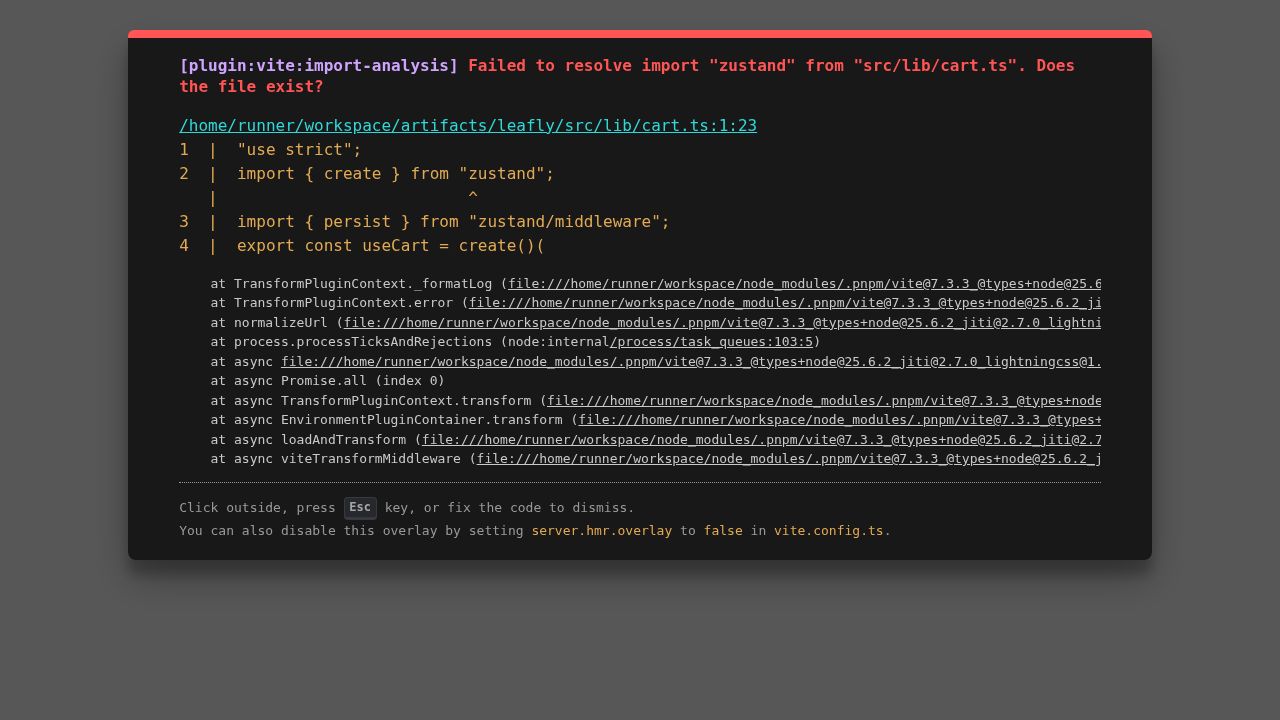 [plugin:vite:import-analysis] Failed to resolve import "zustand" from "src/lib/cart.ts". Does
the file exist?
/home/runner/workspace/artifacts/leafly/src/lib/cart.ts:1:23
1  |  "use strict";
2  |  import { create } from "zustand";
   |                          ^
3  |  import { persist } from "zustand/middleware";
4  |  export const useCart = create()(
at TransformPluginContext._formatLog (file:///home/runner/workspace/node_modules/.pnpm/vite@7.3.3_@types+node@25.6
at TransformPluginContext.error (file:///home/runner/workspace/node_modules/.pnpm/vite@7.3.3_@types+node@25.6.2_ji
at normalizeUrl (file:///home/runner/workspace/node_modules/.pnpm/vite@7.3.3_@types+node@25.6.2_jiti@2.7.0_lightni
at process.processTicksAndRejections (node:internal/process/task_queues:103:5)
at async file:///home/runner/workspace/node_modules/.pnpm/vite@7.3.3_@types+node@25.6.2_jiti@2.7.0_lightningcss@1.
at async Promise.all (index 0)
at async TransformPluginContext.transform (file:///home/runner/workspace/node_modules/.pnpm/vite@7.3.3_@types+node
at async EnvironmentPluginContainer.transform (file:///home/runner/workspace/node_modules/.pnpm/vite@7.3.3_@types+
at async loadAndTransform (file:///home/runner/workspace/node_modules/.pnpm/vite@7.3.3_@types+node@25.6.2_jiti@2.7
at async viteTransformMiddleware (file:///home/runner/workspace/node_modules/.pnpm/vite@7.3.3_@types+node@25.6.2_j
Click outside, press Esc key, or fix the code to dismiss.
You can also disable this overlay by setting server.hmr.overlay to false in vite.config.ts.